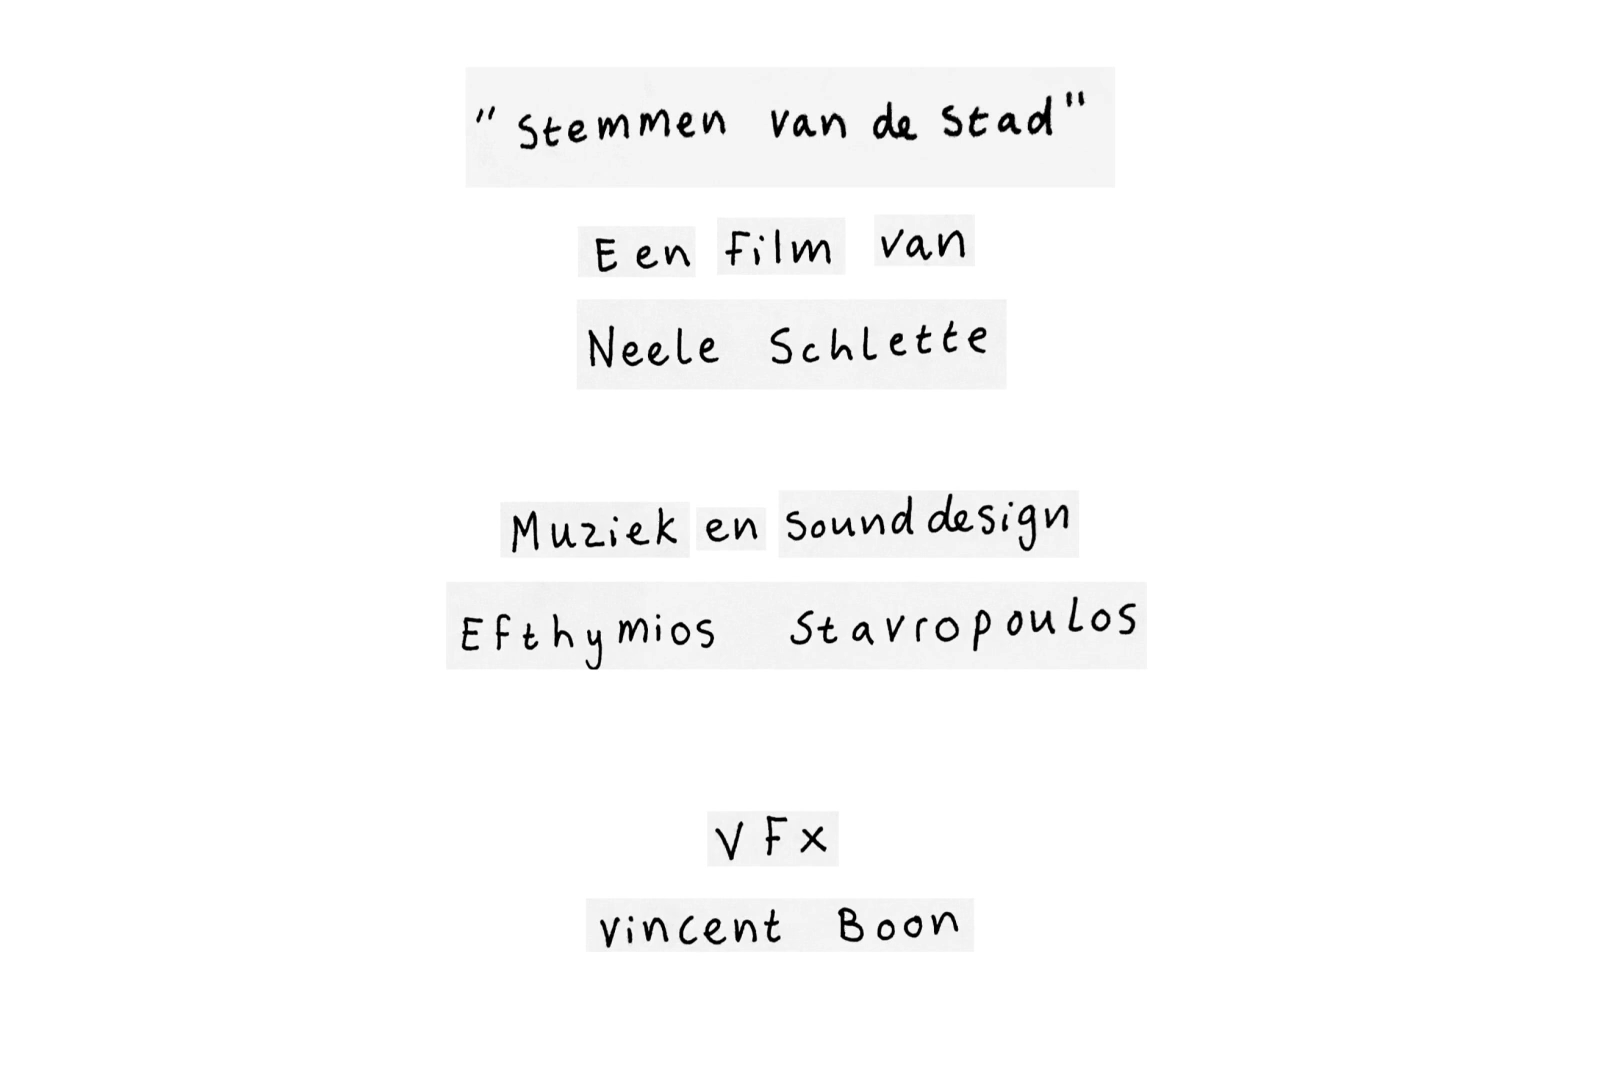 "Stemmen van de Stad"
Een film van
Neele Schlette
Muziek en sounddesign
Efthymios Stavropoulos
VFX
Vincent Boon